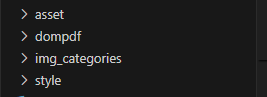 asset
dompdf
img_categories
style